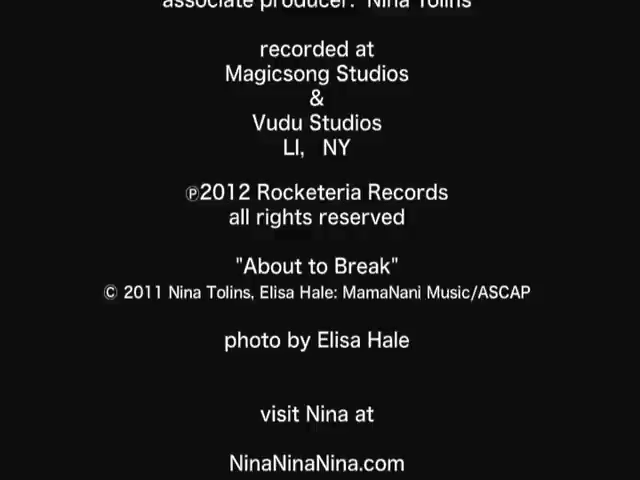 associate producer: Nina Tolins
recorded at
Magicsong Studios
&
Vudu Studios
LI, NY
℗2012 Rocketeria Records
all rights reserved
"About to Break"
© 2011 Nina Tolins, Elisa Hale: MamaNani Music/ASCAP
photo by Elisa Hale
visit Nina at
NinaNinaNina.com